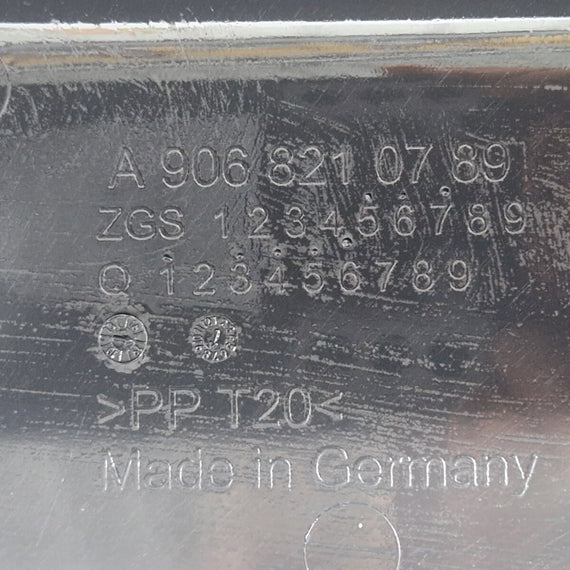 A 906 821 07 89
ZGS 1 2 3 4 5 6 7 8 9
Q 1 2 3 4 5 6 7 8 9
>PP T20<
Made in Germany